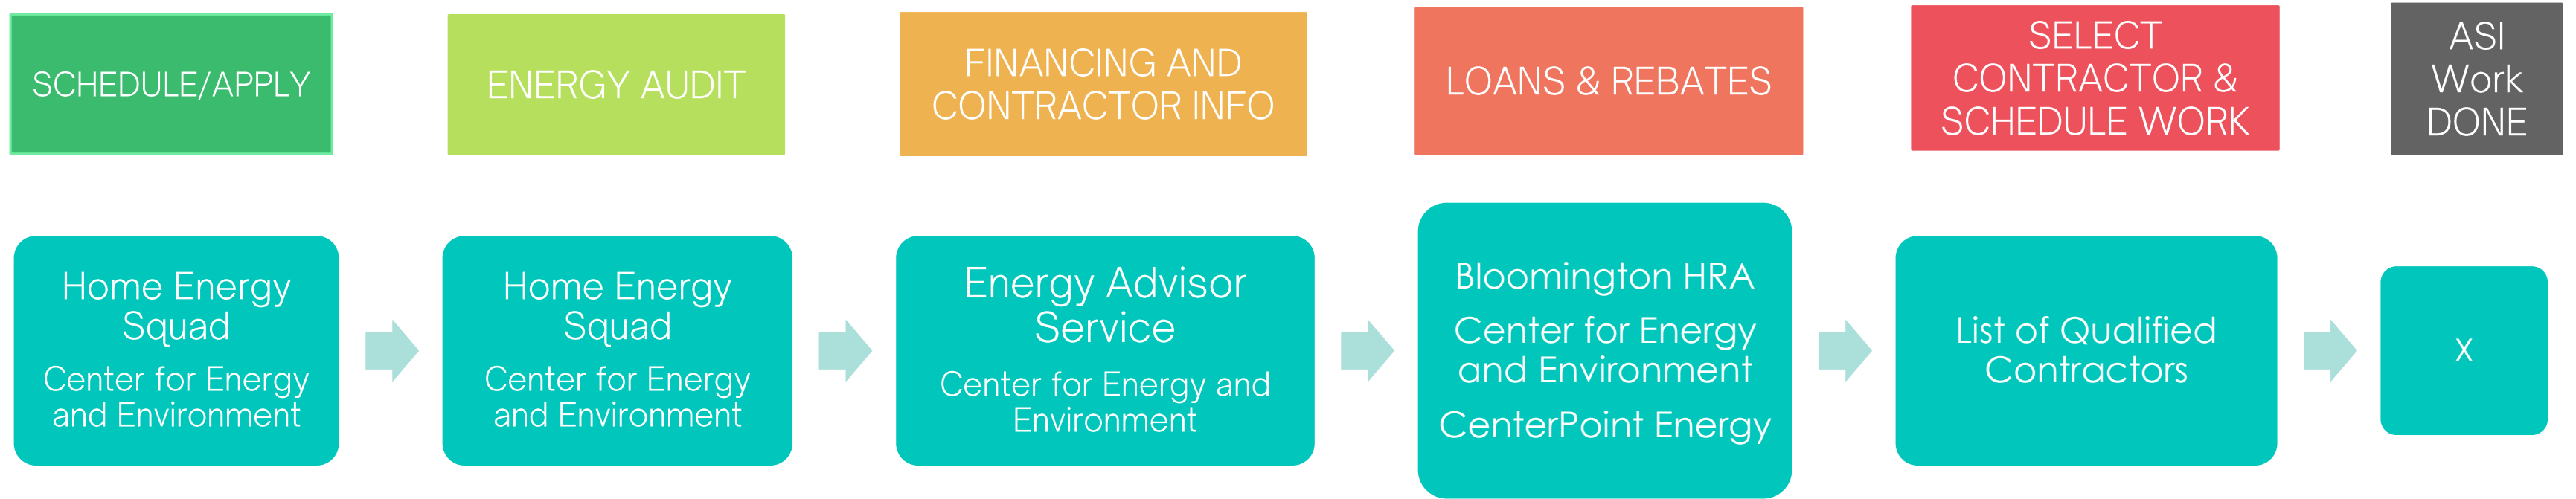 SCHEDULE/APPLY
ENERGY AUDIT
FINANCING AND
CONTRACTOR INFO
LOANS & REBATES
SELECT
CONTRACTOR &
SCHEDULE WORK
ASI
Work
DONE
Home Energy
Squad
Center for Energy
and Environment
Home Energy
Squad
Center for Energy
and Environment
Energy Advisor
Service
Center for Energy and
Environment
Bloomington HRA
Center for Energy
and Environment
CenterPoint Energy
List of Qualified
Contractors
X